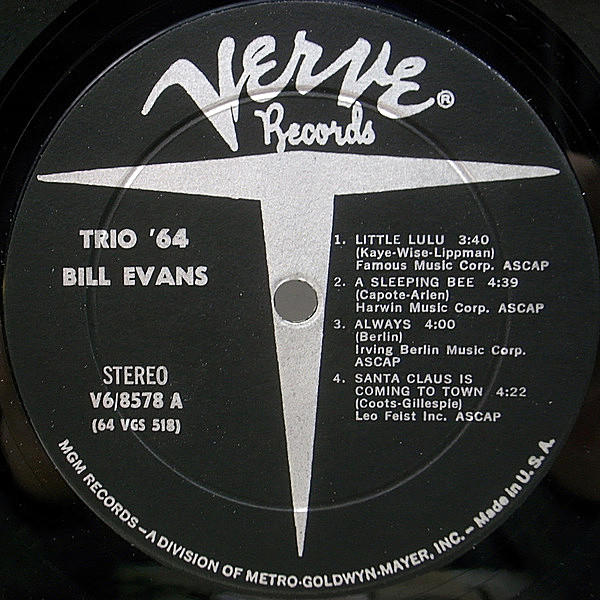 Verve®
Records
TRIO '64
BILL EVANS
STEREO
V6/8578 A
(64 VGS 518)
1. LITTLE LULU 3:40
(Kaye-Wise-Lippman)
Famous Music Corp. ASCAP
2. A SLEEPING BEE 4:39
(Capote-Arlen)
Harwin Music Corp. ASCAP
3. ALWAYS 4:00
(Berlin)
Irving Berlin Music Corp.
ASCAP
4. SANTA CLAUS IS
COMING TO TOWN 4:22
(Coots-Gillespie)
Leo Feist Inc. ASCAP
MGM RECORDS – A DIVISION OF METRO-GOLDWYN-MAYER, INC. – Made in U. S. A.